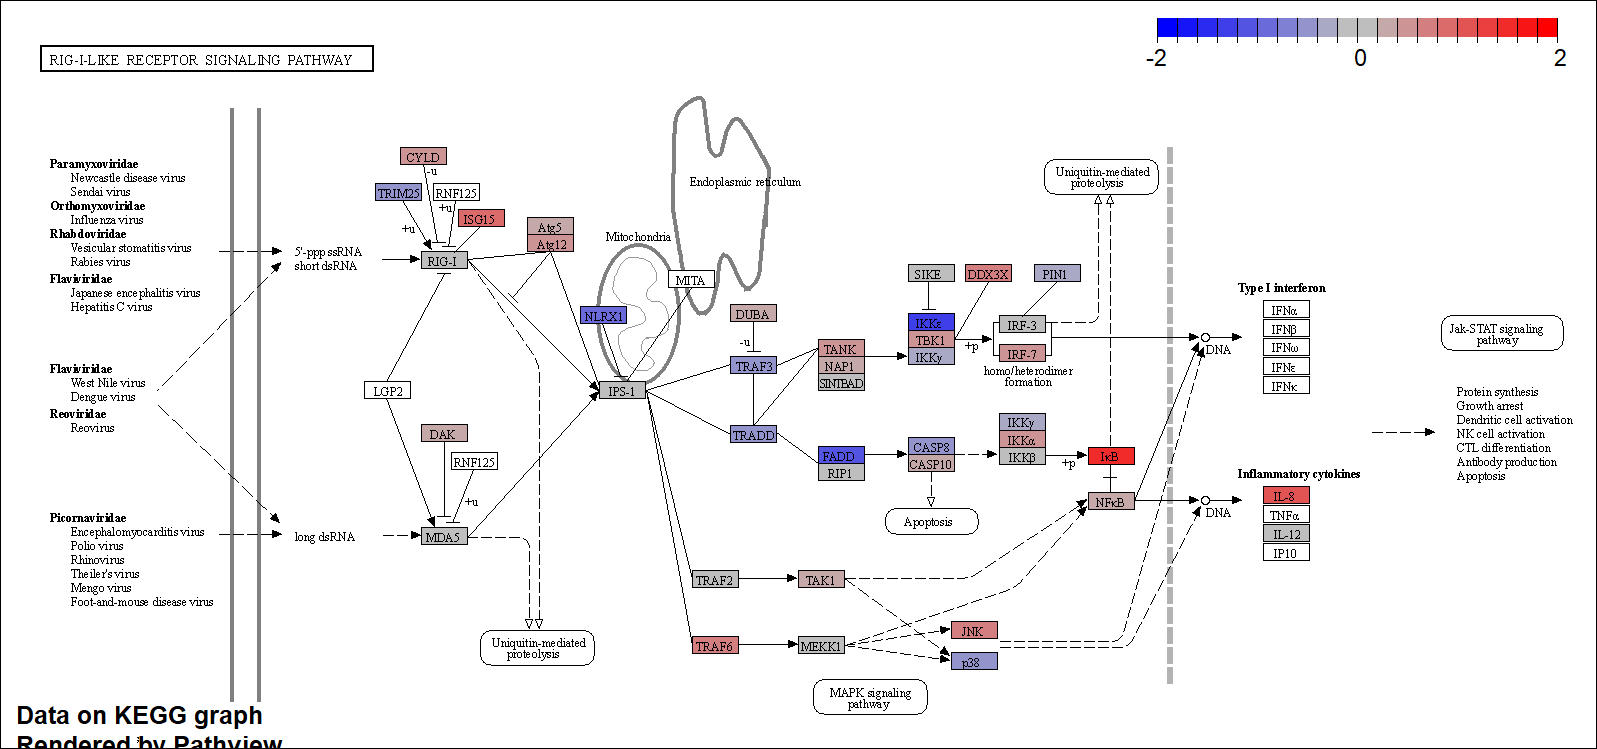 -2
0
2
RIG-I-LIKE RECEPTOR SIGNALING PATHWAY
Paramyxoviridae
Newcastle disease virus
Sendai virus
Orthomyxoviridae
Influenza virus
Rhabdoviridae
Vesicular stomatitis virus
Rabies virus
Flaviviridae
Japanese encephalitis virus
Hepatitis C virus
Flaviviridae
West Nile virus
Dengue virus
Reoviridae
Reovirus
Picornaviridae
Encephalomyocarditis virus
Polio virus
Rhinovirus
Theiler's virus
Mengo virus
Foot-and-mouse disease virus
5'-ppp ssRNA
short dsRNA
long dsRNA
CYLD
-u
TRIM25
RNF125
+u
+u
ISG15
RIG-I
Atg5
Atg12
LGP2
DAK
RNF125
+u
MDA5
Uniquitin-mediated
proteolysis
Mitochondria
Endoplasmic reticulum
MITA
NLRX1
IPS-1
DUBA
-u
TRAF3
TRADD
TANK
NAP1
SINTBAD
FADD
RIP1
TRAF2
TAK1
TRAF6
MEKK1
MAPK signaling
pathway
SIKE
DDX3X
PIN1
IKKε
TBK1
IKKγ
+p
IRF-3
IRF-7
homo/heterodimer
formation
CASP8
CASP10
Apoptosis
IKKγ
IKKα
IKKβ
+p
IκB
NFκB
JNK
p38
Uniquitin-mediated
proteolysis
DNA
DNA
Type I interferon
IFNα
IFNβ
IFNω
IFNε
IFNκ
Inflammatory cytokines
IL-8
TNFα
IL-12
IP10
Jak-STAT signaling
pathway
Protein synthesis
Growth arrest
Dendritic cell activation
NK cell activation
CTL differentiation
Antibody production
Apoptosis
Data on KEGG graph
Rendered by Pathview